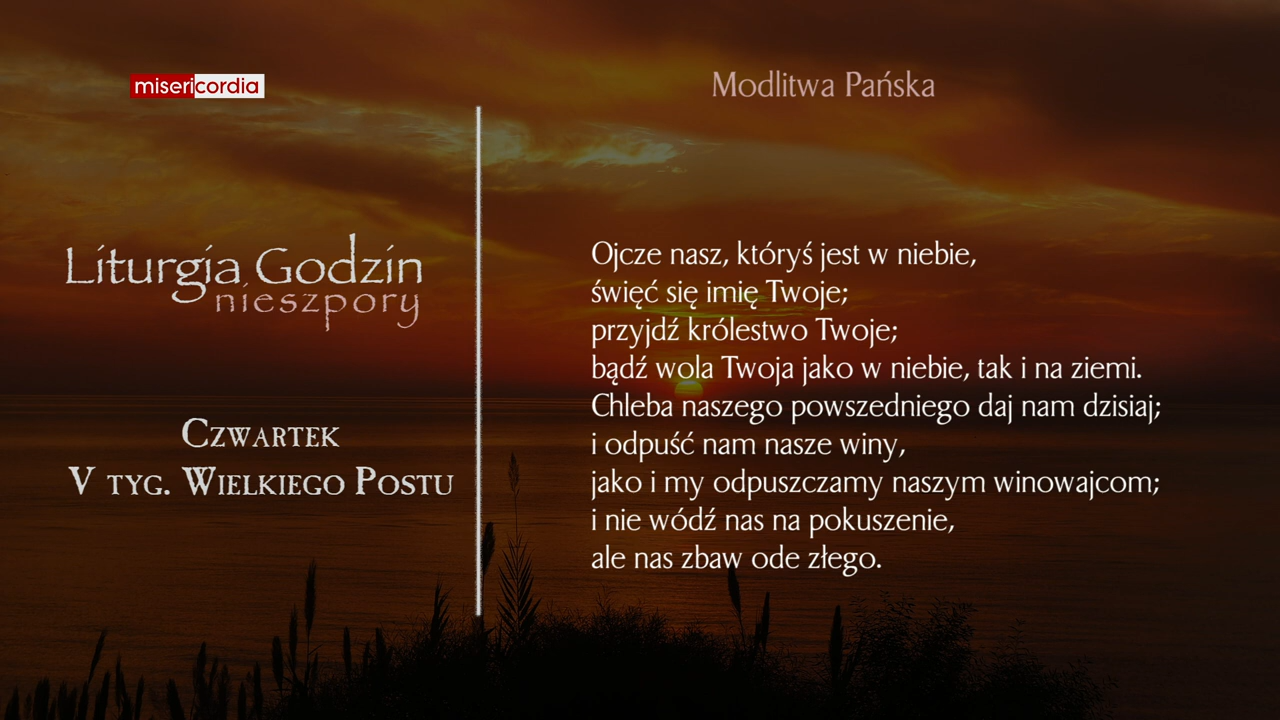 misericordia
Liturgia Godzin
nieszpory
Czwartek
V tyg. Wielkiego Postu
Modlitwa Pańska
Ojcze nasz, któryś jest w niebie,
święć się imię Twoje;
przyjdź królestwo Twoje;
bądź wola Twoja jako w niebie, tak i na ziemi.
Chleba naszego powszedniego daj nam dzisiaj;
i odpuść nam nasze winy,
jako i my odpuszczamy naszym winowajcom;
i nie wódź nas na pokuszenie,
ale nas zbaw ode złego.